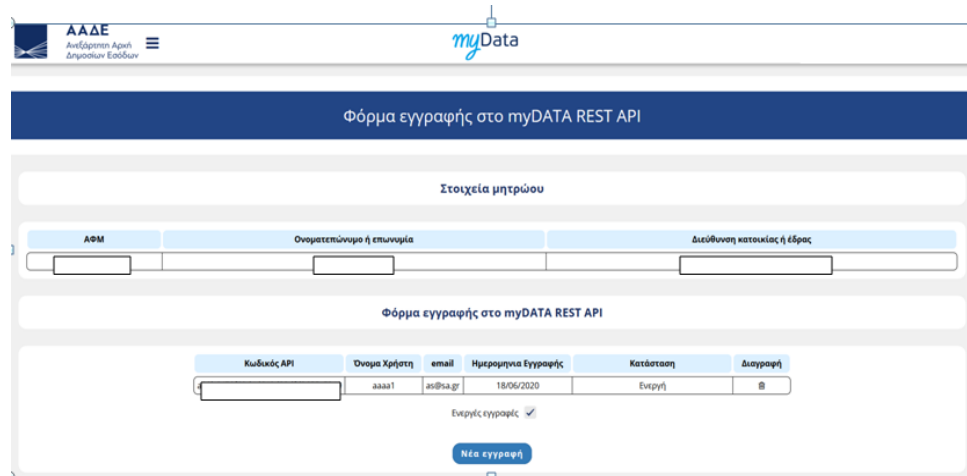 ΑΑΔΕ
Ανεξάρτητη Αρχή
Δημοσίων Εσόδων
myData
Φόρμα εγγραφής στο myDATA REST API
Στοιχεία μητρώου
ΑΦΜ Ονοματεπώνυμο ή επωνυμία Διεύθυνση κατοικίας ή έδρας
Φόρμα εγγραφής στο myDATA REST API
Κωδικός API Όνομα Χρήστη email Ημερομηνια Εγγραφής Κατάσταση Διαγραφή
aaaa1 as@sa.gr 18/06/2020 Ενεργή
Ενεργές εγγραφές
Νέα εγγραφή